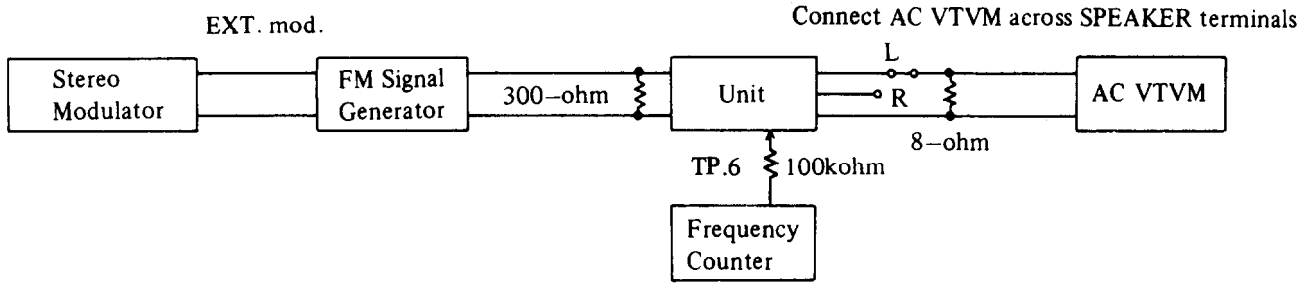 EXT. mod.
Connect AC VTVM across SPEAKER terminals
Stereo
Modulator
FM Signal
Generator
300-ohm
Unit
L
R
8-ohm
AC VTVM
TP.6
100kohm
Frequency
Counter